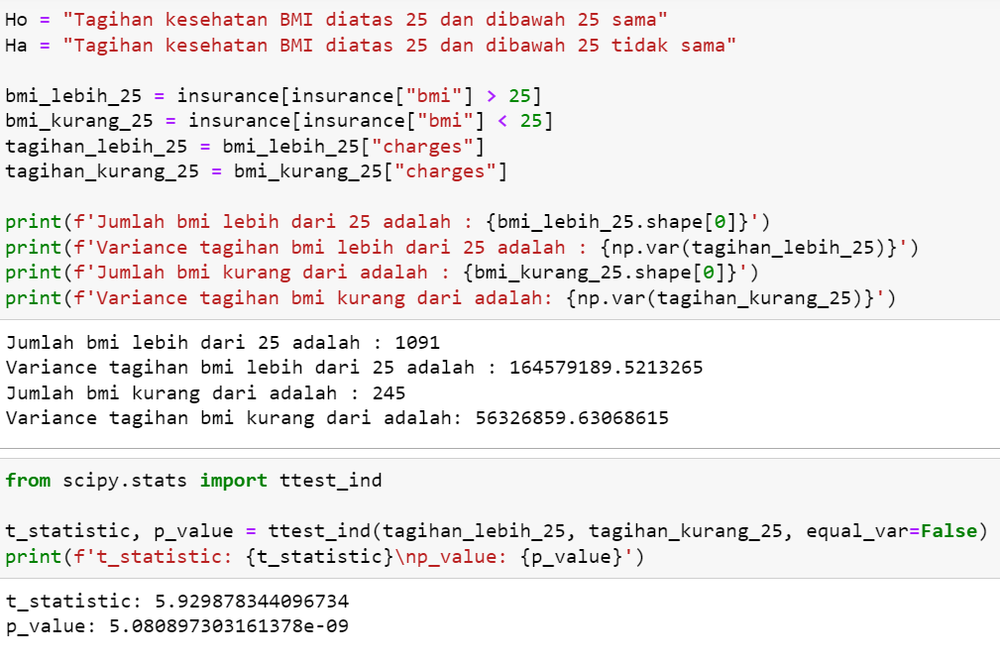 Ho = "Tagihan kesehatan BMI diatas 25 dan dibawah 25 sama"
Ha = "Tagihan kesehatan BMI diatas 25 dan dibawah 25 tidak sama"
bmi_lebih_25 = insurance[insurance["bmi"] > 25]
bmi_kurang_25 = insurance[insurance["bmi"] < 25]
tagihan_lebih_25 = bmi_lebih_25["charges"]
tagihan_kurang_25 = bmi_kurang_25["charges"]
print(f'Jumlah bmi lebih dari 25 adalah : {bmi_lebih_25.shape[0]}')
print(f'Variance tagihan bmi lebih dari 25 adalah : {np.var(tagihan_lebih_25)}')
print(f'Jumlah bmi kurang dari adalah : {bmi_kurang_25.shape[0]}')
print(f'Variance tagihan bmi kurang dari adalah: {np.var(tagihan_kurang_25)}')
Jumlah bmi lebih dari 25 adalah : 1091
Variance tagihan bmi lebih dari 25 adalah : 164579189.5213265
Jumlah bmi kurang dari adalah : 245
Variance tagihan bmi kurang dari adalah: 56326859.63068615
from scipy.stats import ttest_ind
t_statistic, p_value = ttest_ind(tagihan_lebih_25, tagihan_kurang_25, equal_var=False)
print(f't_statistic: {t_statistic}\np_value: {p_value}')
t_statistic: 5.929878344096734
p_value: 5.080897303161378e-09